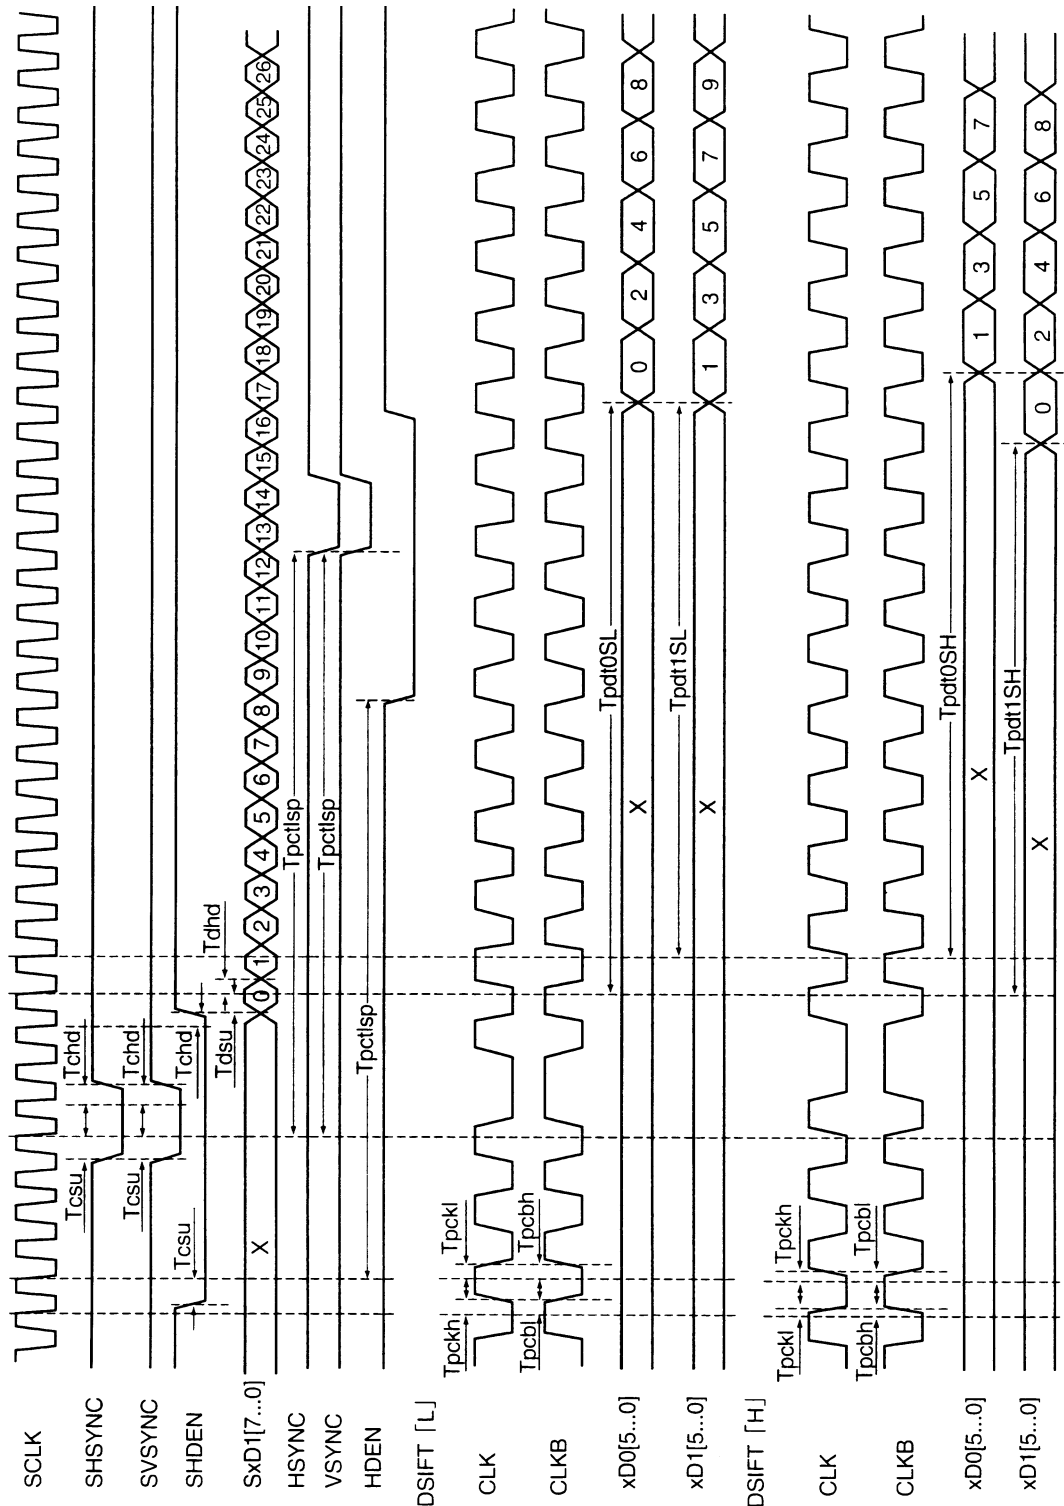 SCLK
SHSYNC
Tcsu
Tchd
SVSYNC
Tcsu
Tchd
SHDEN
Tcsu
Tchd
Tdsu
Tdhd
SxD1[7...0]
X 0 1 2 3 4 5 6 7 8 9 10 11 12 13 14 15 16 17 18 19 20 21 22 23 24 25 26
HSYNC
Tpctlsp
VSYNC
Tpctlsp
HDEN
Tpctlsp
DSIFT「L」
CLK
Tpckh
Tpckl
CLKB
Tpcbl
Tpcbh
Tpdt0SL
xD0[5...0]
X 0 2 4 6 8
Tpdt1SL
xD1[5...0]
X 1 3 5 7 9
DSIFT「H」
CLK
Tpckl
Tpckh
CLKB
Tpcbh
Tpcbl
Tpdt0SH
xD0[5...0]
X 1 3 5 7
Tpdt1SH
xD1[5...0]
X 0 2 4 6 8